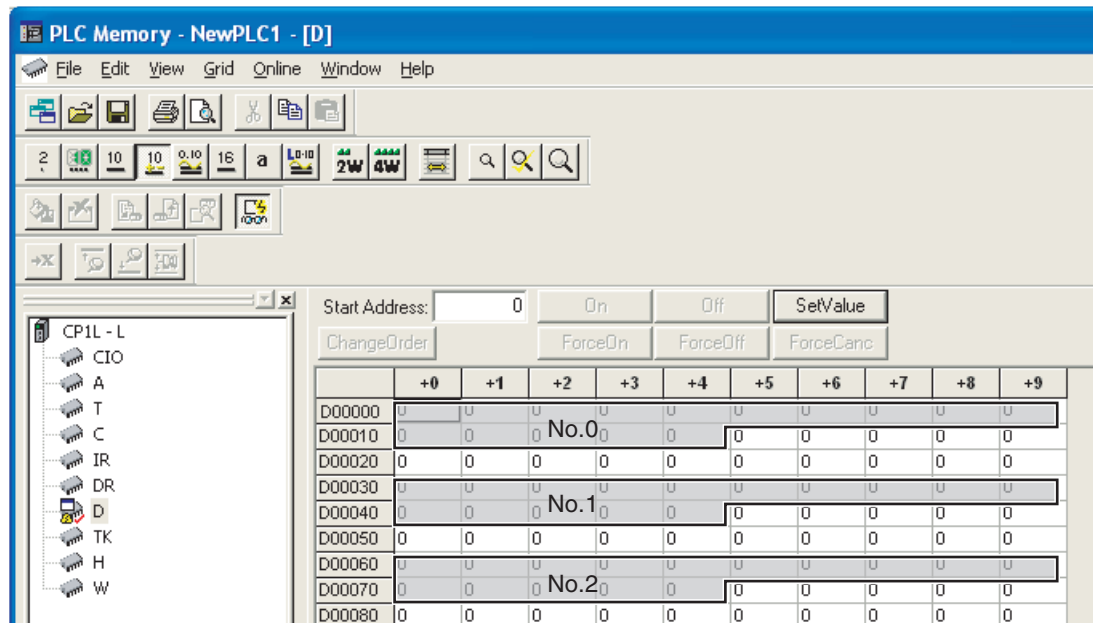 PLC Memory - NewPLC1 - [D]
File Edit View Grid Online Window Help
2 10 10 0.10 16 a L0·10 2W 4W
Start Address: 0 On Off SetValue
ChangeOrder ForceOn ForceOff ForceCanc
CP1L - L
CIO
A
T
C
IR
DR
D
TK
H
W
+0 +1 +2 +3 +4 +5 +6 +7 +8 +9
D00000 0 0 0 0 0 0 0 0 0 0
No.0
D00010 0 0 0 0 0 0 0 0 0 0
D00020 0 0 0 0 0 0 0 0 0 0
D00030 0 0 0 0 0 0 0 0 0 0
No.1
D00040 0 0 0 0 0 0 0 0 0 0
D00050 0 0 0 0 0 0 0 0 0 0
D00060 0 0 0 0 0 0 0 0 0 0
No.2
D00070 0 0 0 0 0 0 0 0 0 0
D00080 0 0 0 0 0 0 0 0 0 0